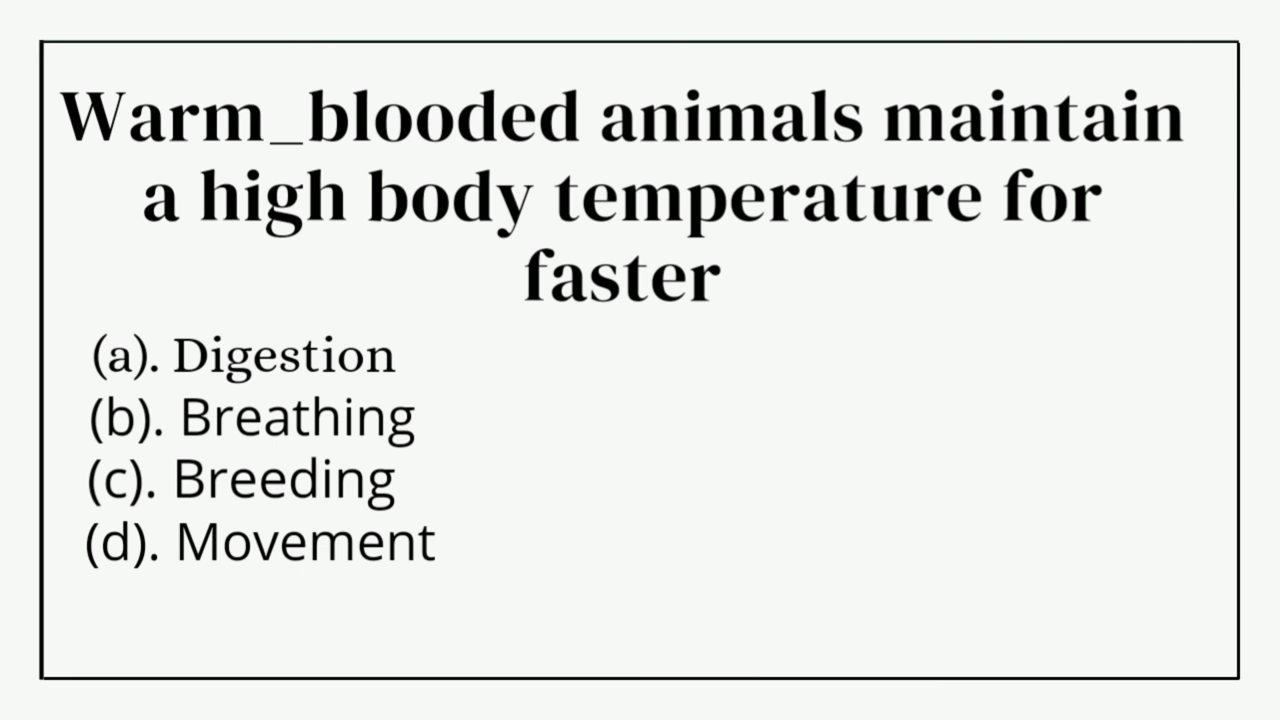 Warm_blooded animals maintain
a high body temperature for
faster
(a). Digestion
(b). Breathing
(c). Breeding
(d). Movement